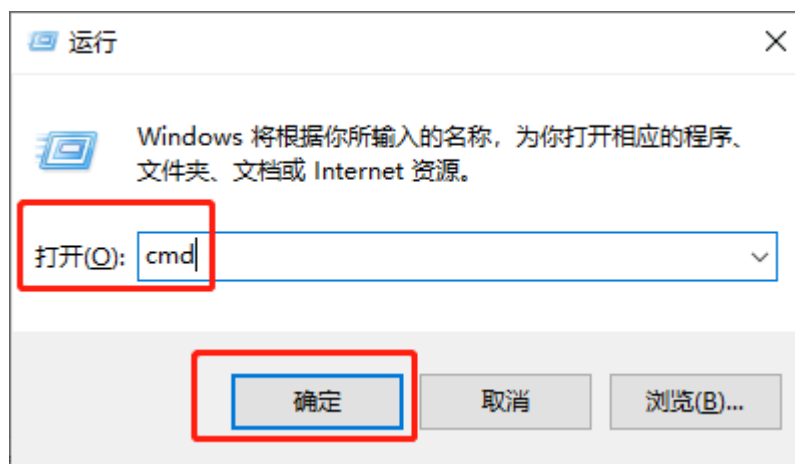 运行
Windows 将根据你所输入的名称，为你打开相应的程序、
文件夹、文档或 Internet 资源。
打开(O): cmd
确定 取消 浏览(B)...